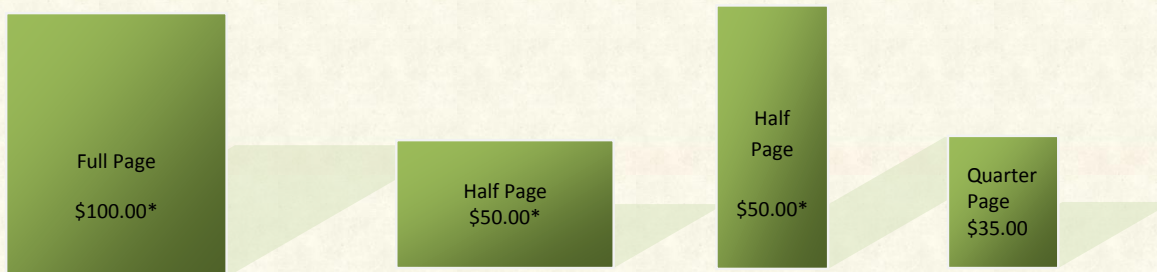 Full Page
$100.00*
Half Page
$50.00*
Half
Page
$50.00*
Quarter
Page
$35.00